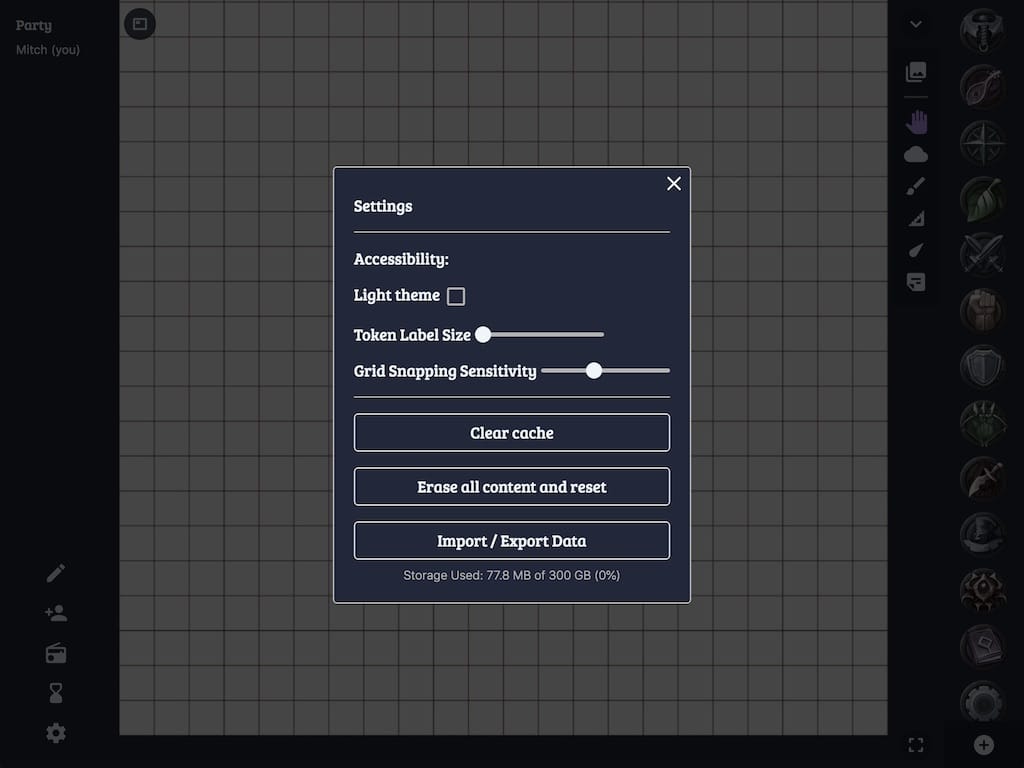 Party
Mitch (you)
Settings
Accessibility:
Light theme
Token Label Size
Grid Snapping Sensitivity
Clear cache
Erase all content and reset
Import / Export Data
Storage Used: 77.8 MB of 300 GB (0%)